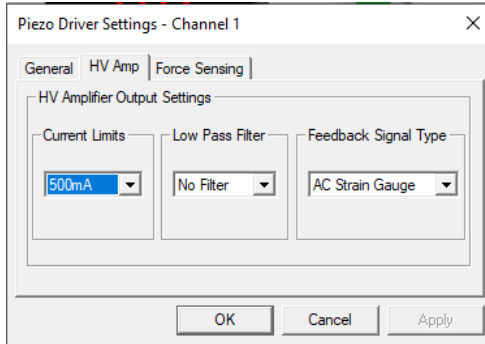 Piezo Driver Settings - Channel 1
General HV Amp Force Sensing
HV Amplifier Output Settings
Current Limits Low Pass Filter Feedback Signal Type
500mA No Filter AC Strain Gauge
OK Cancel Apply